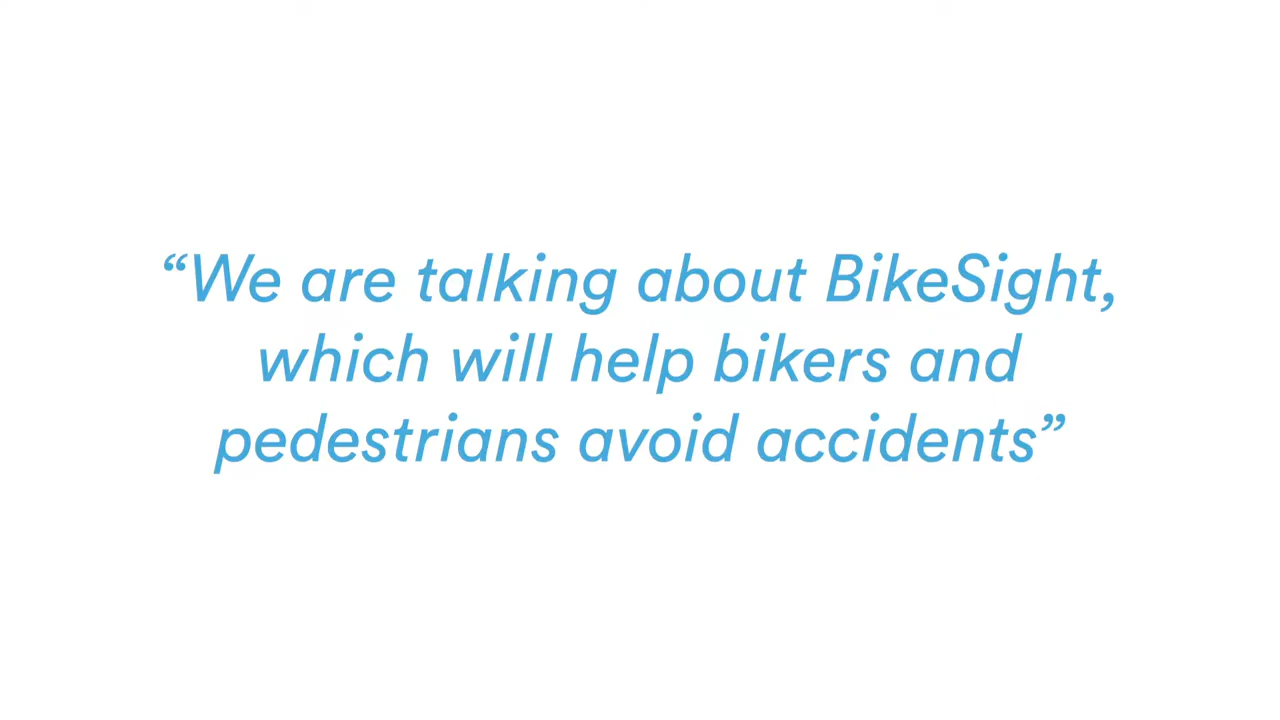 “We are talking about BikeSight,
which will help bikers and
pedestrians avoid accidents”